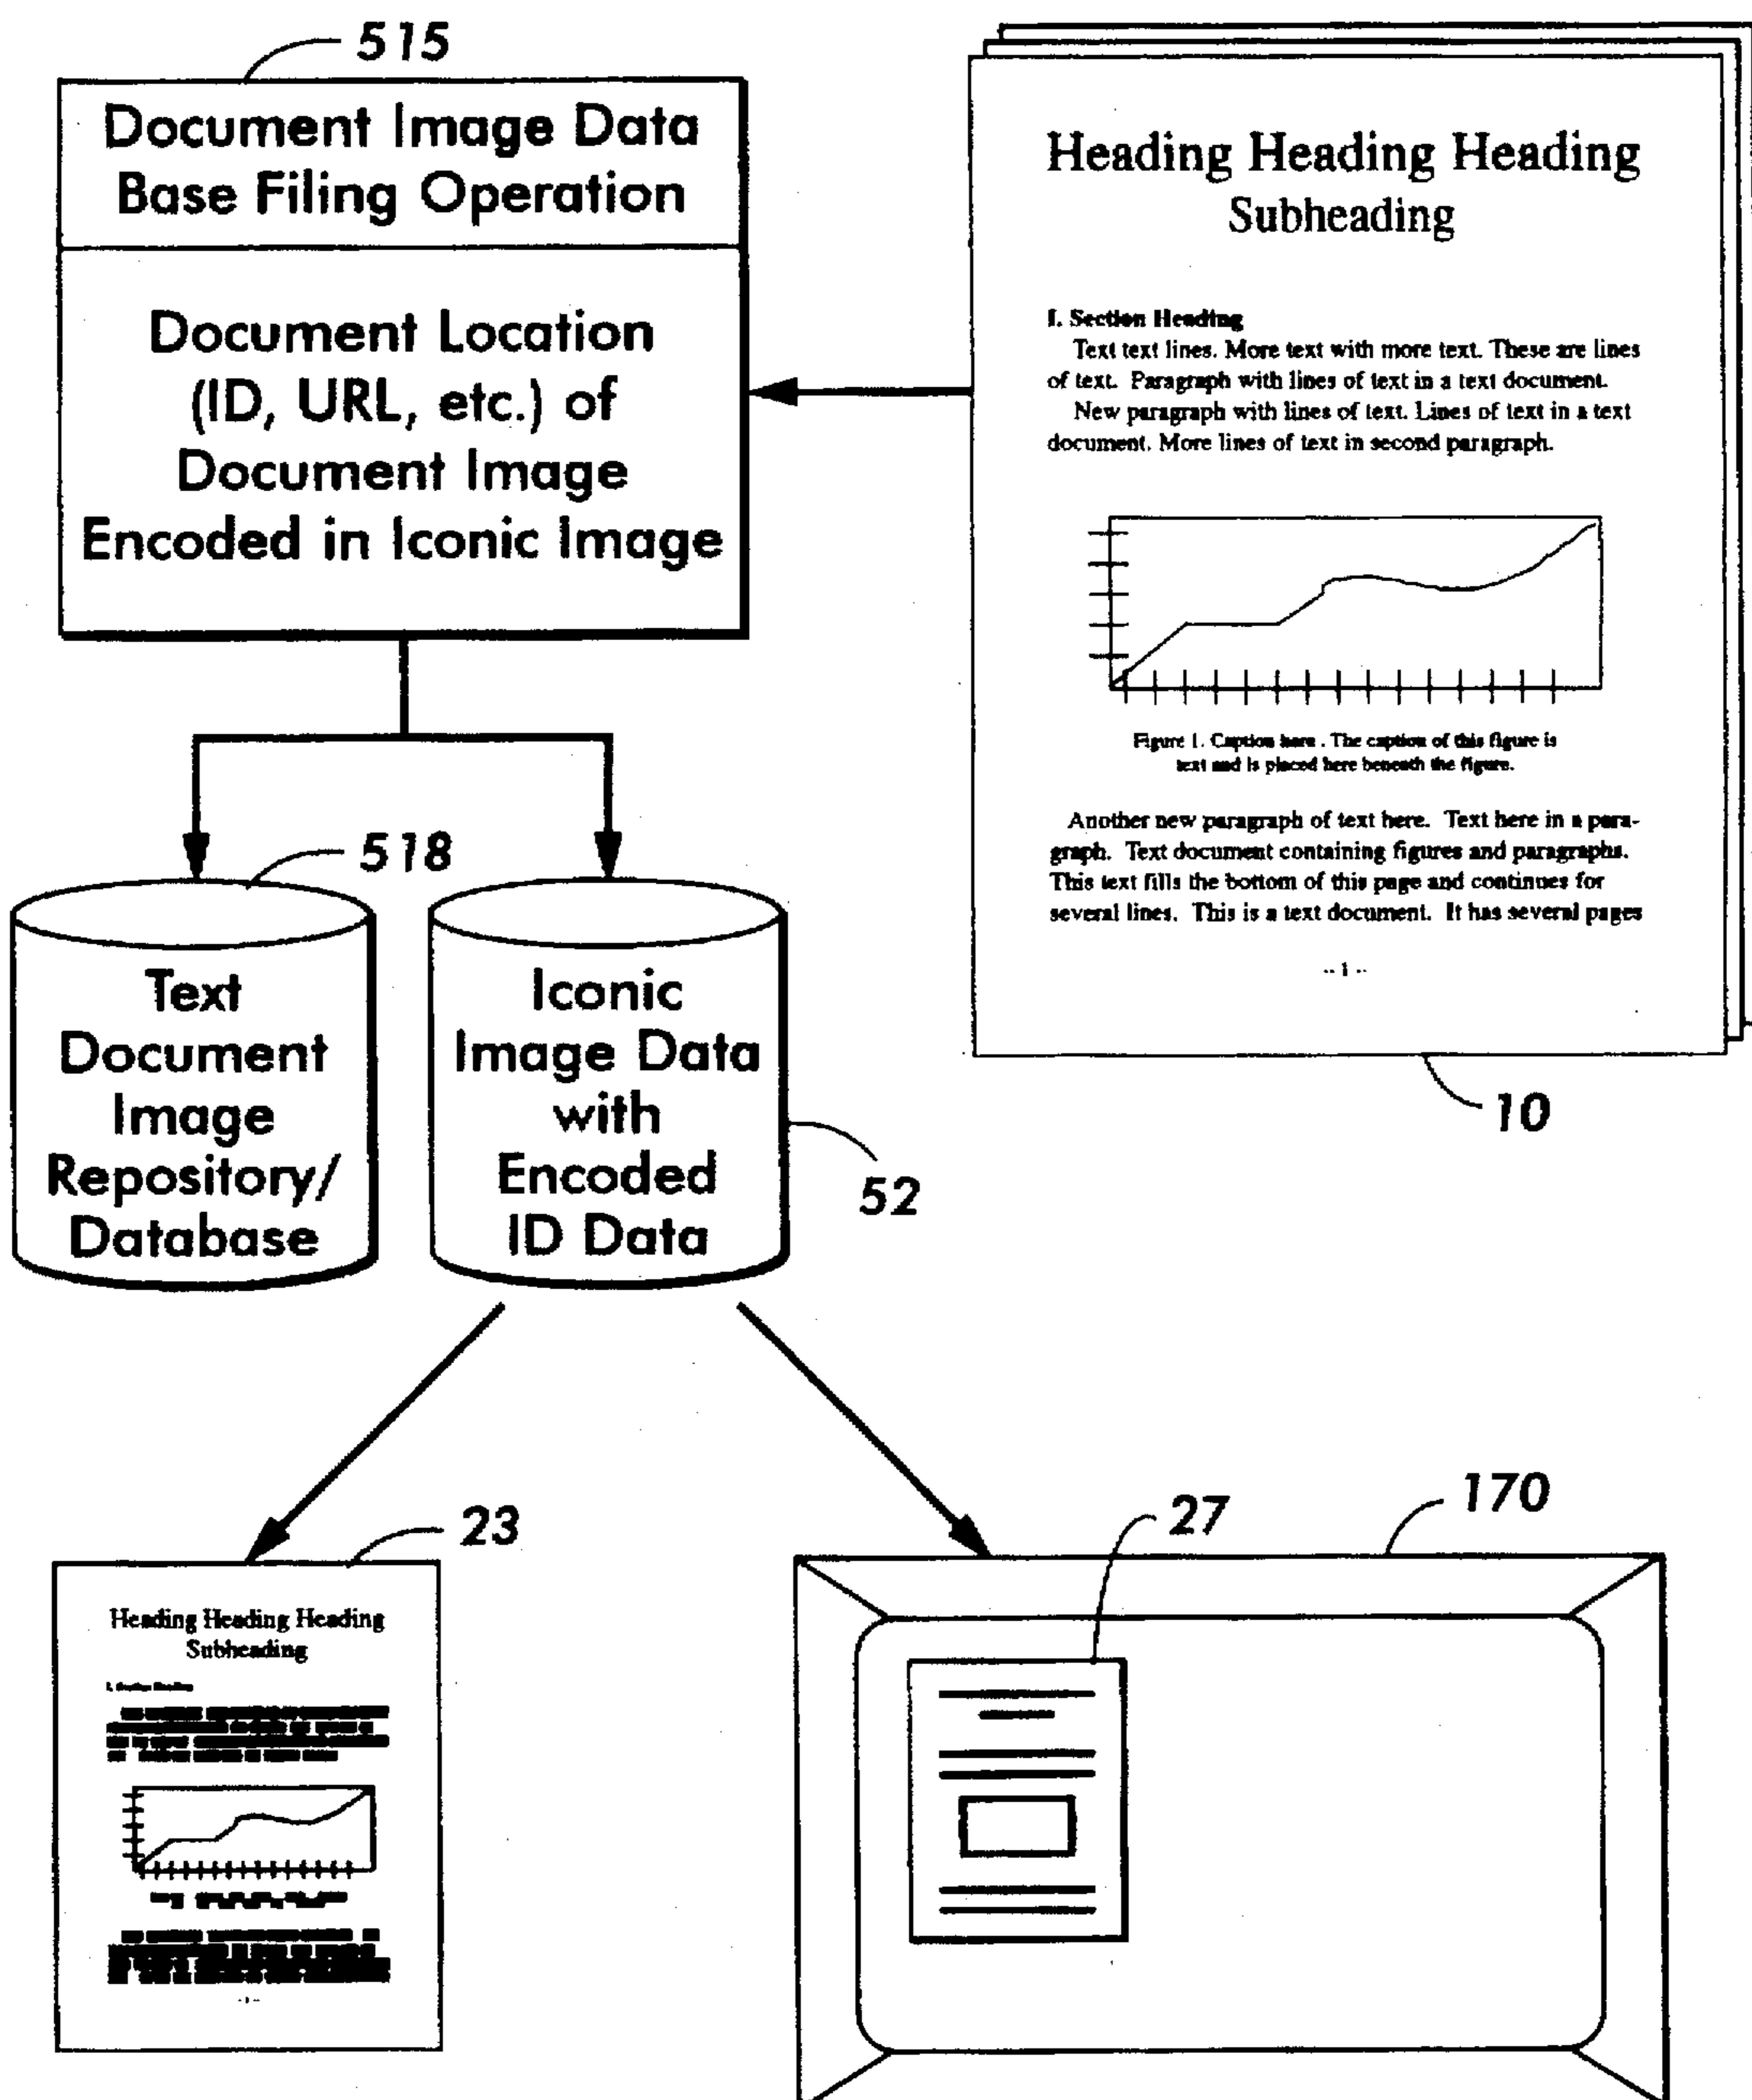 515
Document Image Data
Base Filing Operation
Document Location
(ID, URL, etc.) of
Document Image
Encoded in Iconic Image
Heading Heading Heading
Subheading
I. Section Heading
Text text lines. More text with more text. These are lines
of text. Paragraph with lines of text in a text document.
New paragraph with lines of text. Lines of text in a text
document. More lines of text in second paragraph.
Figure 1. Caption here . The caption of this figure is
text and is placed here beneath the figure.
Another new paragraph of text here. Text here in a para-
graph. Text document containing figures and paragraphs.
This text fills the bottom of this page and continues for
several lines. This is a text document. It has several pages
-- 1 --
10
518
Text
Document
Image
Repository/
Database
Iconic
Image Data
with
Encoded
ID Data
52
23
Heading Heading Heading
Subheading
I. Section Heading
27
170